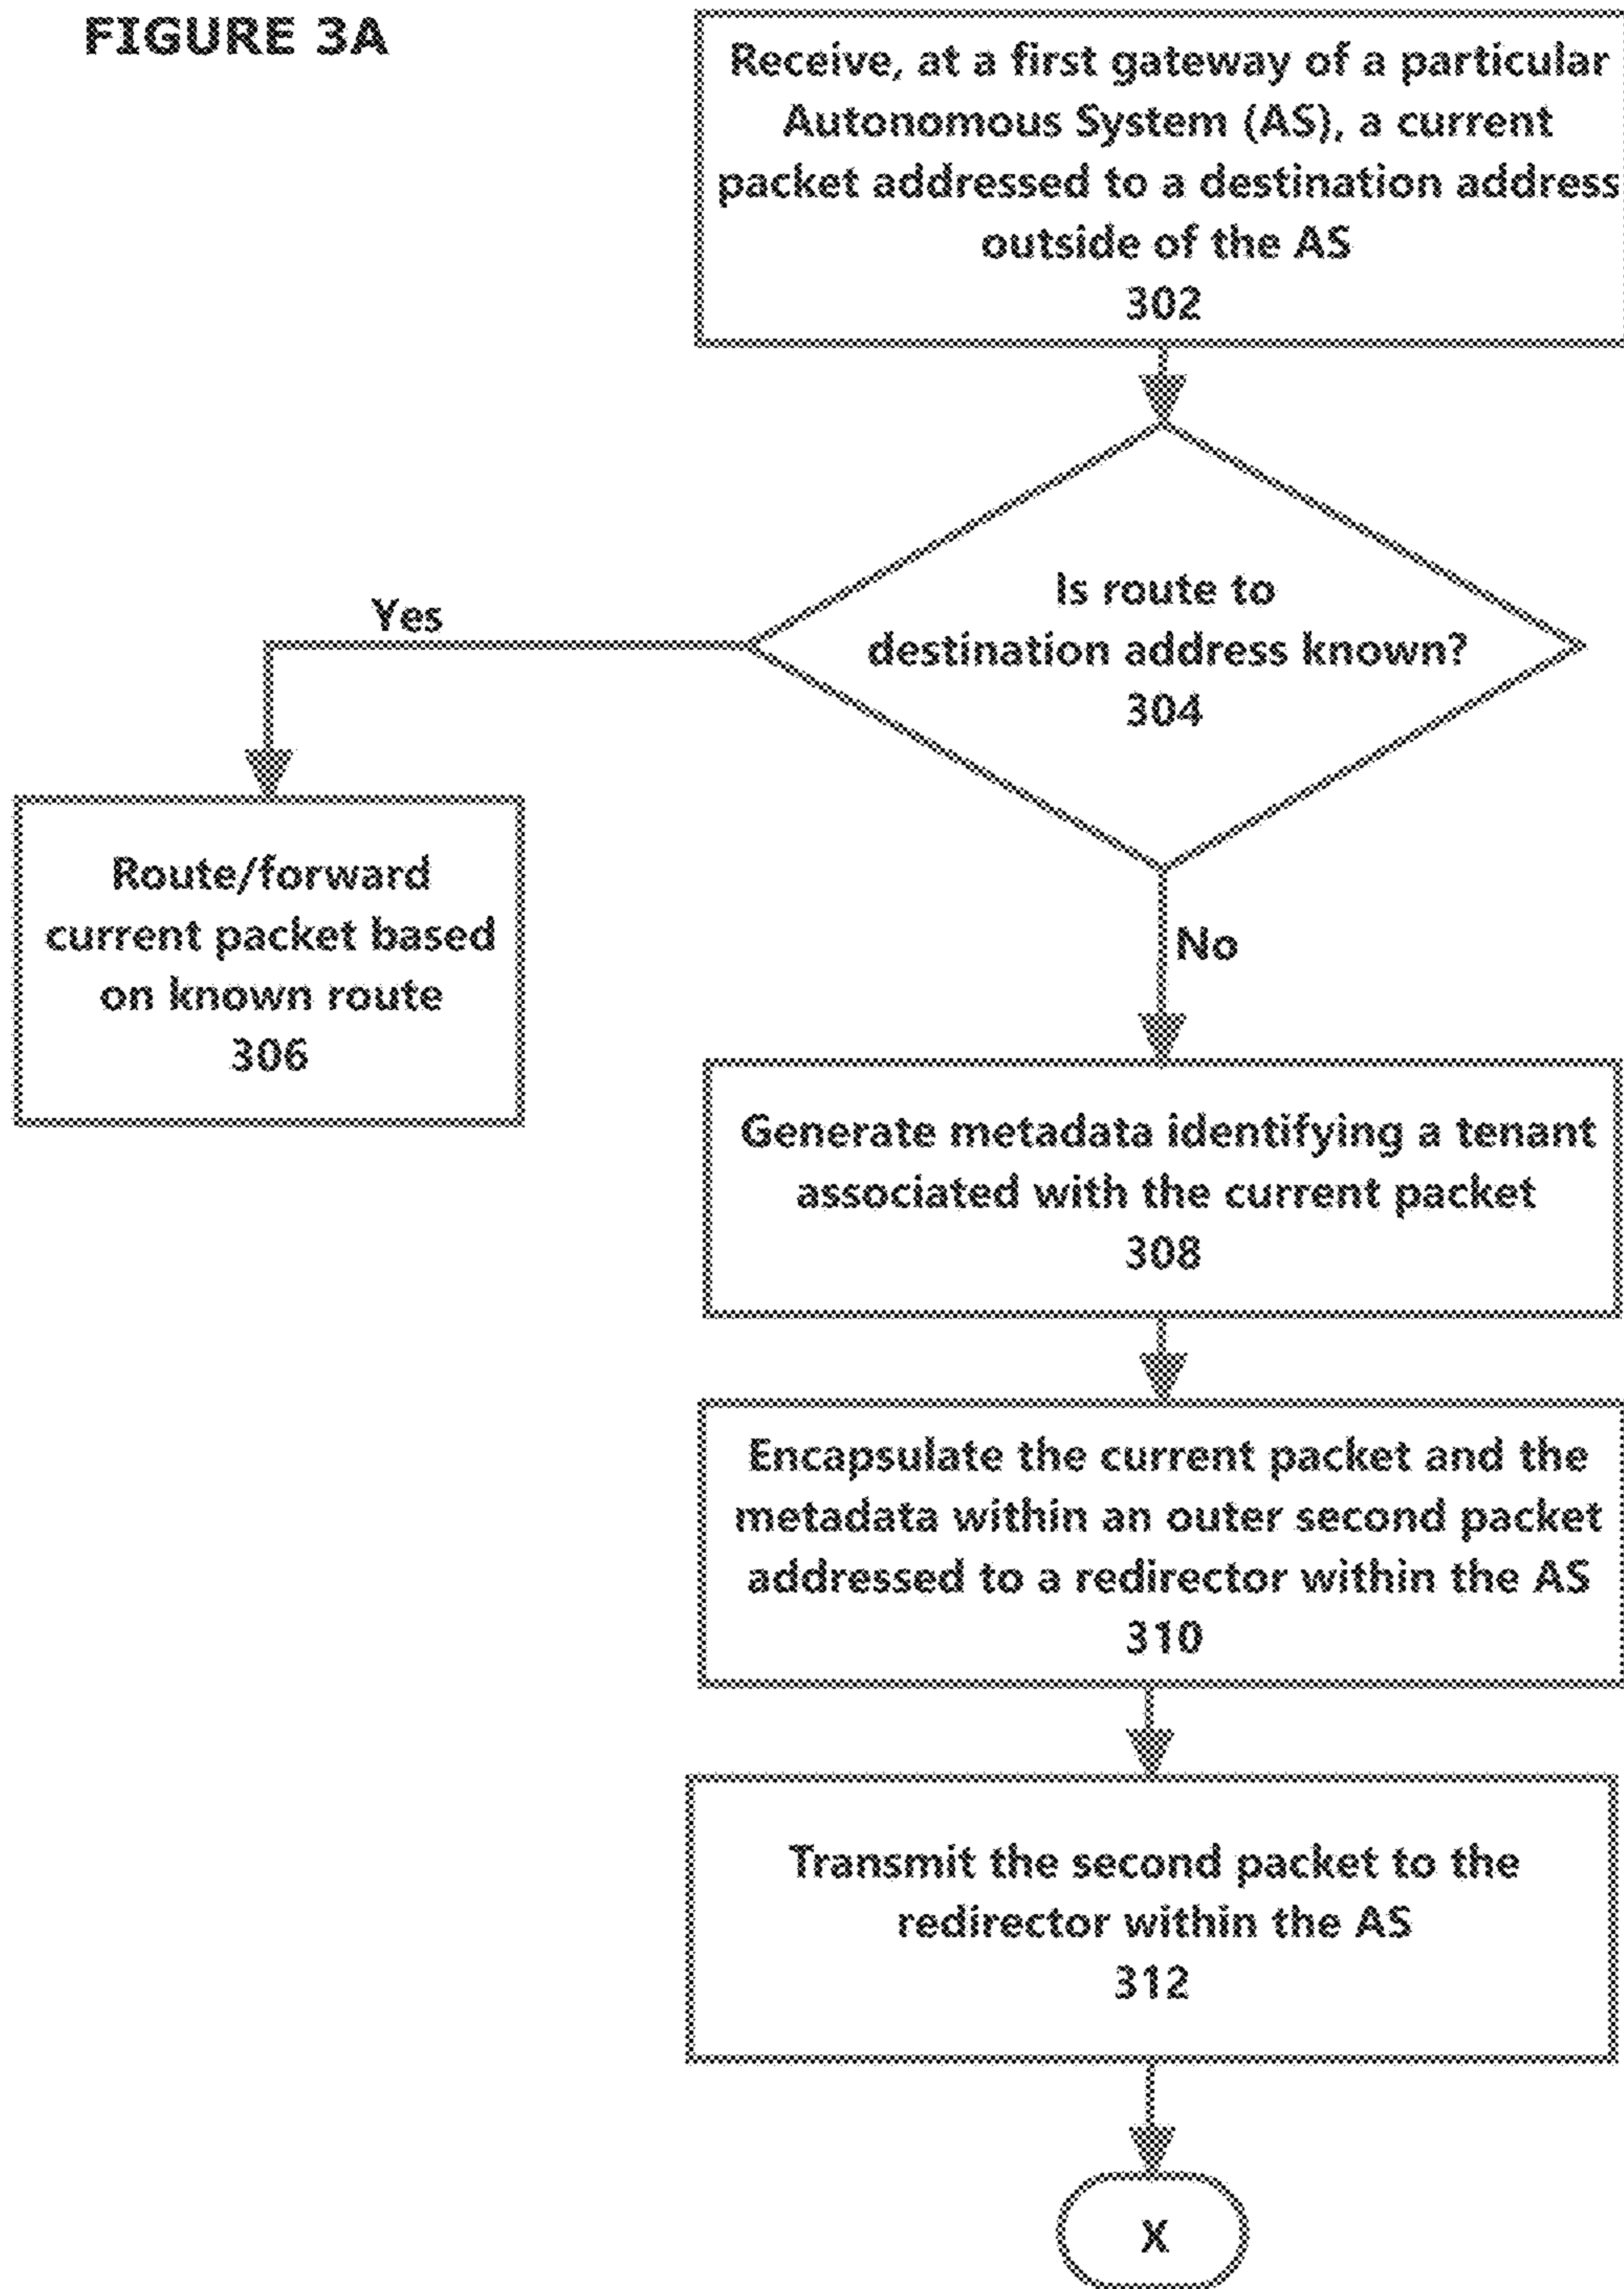 FIGURE 3A
Receive, at a first gateway of a particular
Autonomous System (AS), a current
packet addressed to a destination address
outside of the AS
302
Is route to
destination address known?
304
Yes
Route/forward
current packet based
on known route
306
No
Generate metadata identifying a tenant
associated with the current packet
308
Encapsulate the current packet and the
metadata within an outer second packet
addressed to a redirector within the AS
310
Transmit the second packet to the
redirector within the AS
312
X